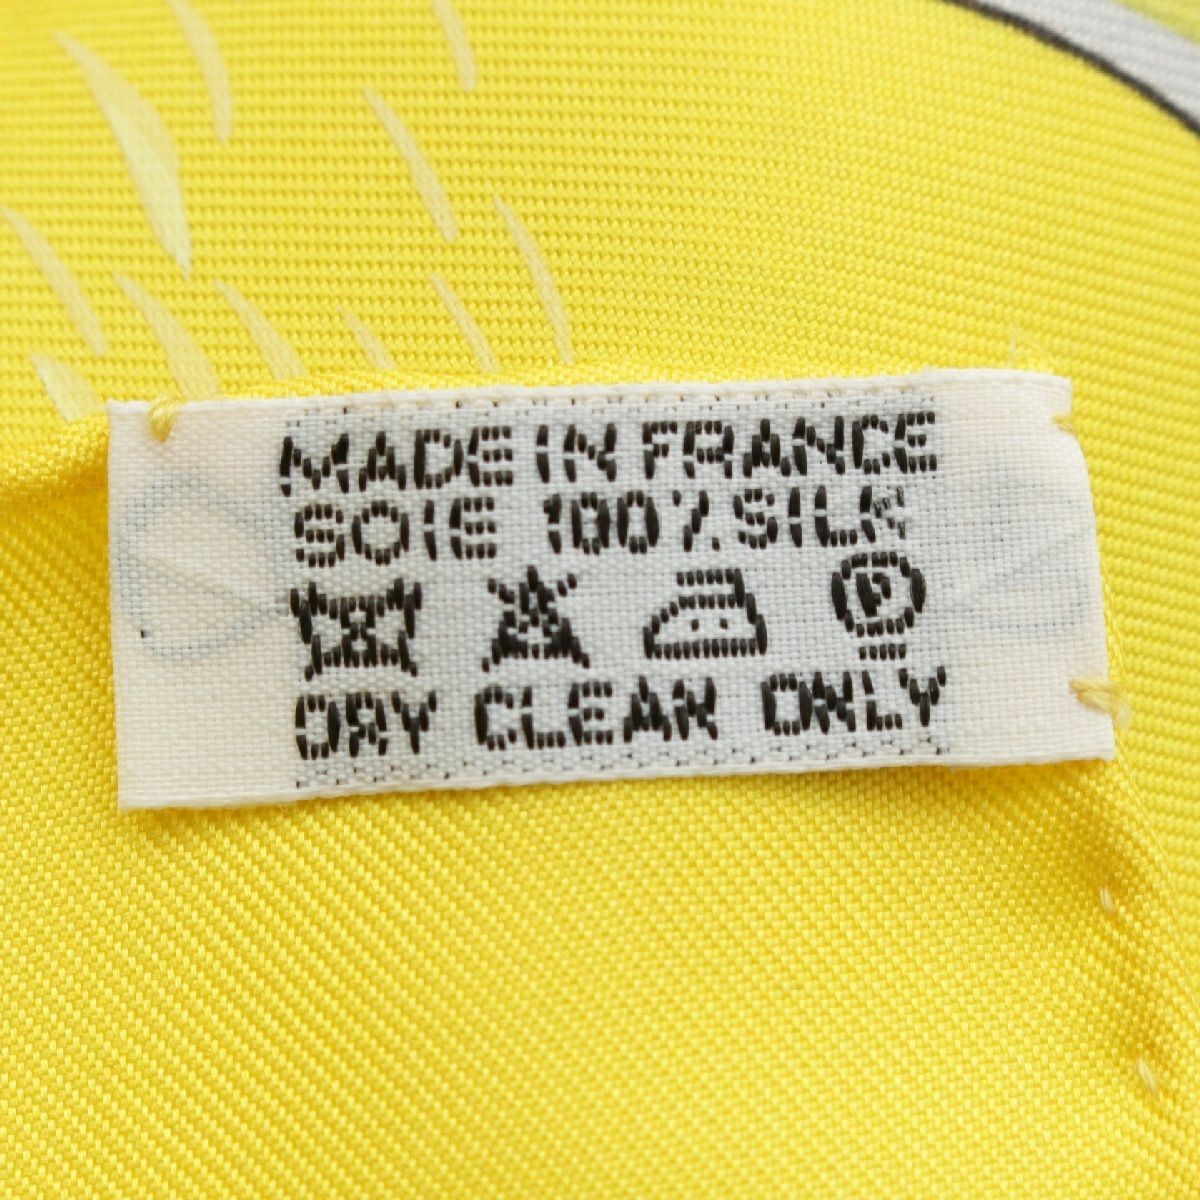 MADE IN FRANCE
SOIE 100% SILK
P
DRY CLEAN ONLY